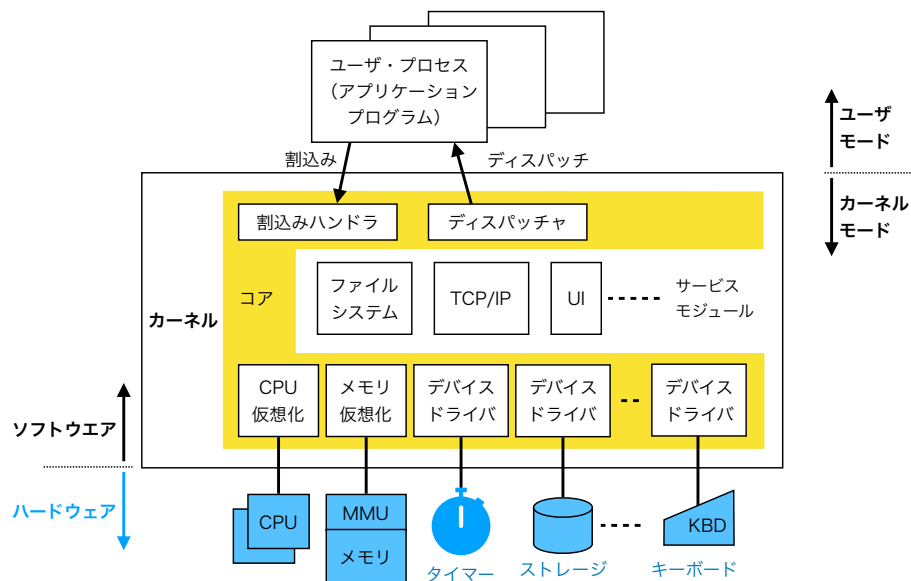 ユーザ・プロセス
（アプリケーション
プログラム）
ユーザ
モード
割込み
ディスパッチ
カーネル
モード
割込みハンドラ
ディスパッチャ
コア
ファイル
システム
TCP/IP
UI
サービス
モジュール
カーネル
CPU
仮想化
メモリ
仮想化
デバイス
ドライバ
デバイス
ドライバ
デバイス
ドライバ
ソフトウエア
ハードウェア
CPU
MMU
メモリ
KBD
タイマー
ストレージ
キーボード